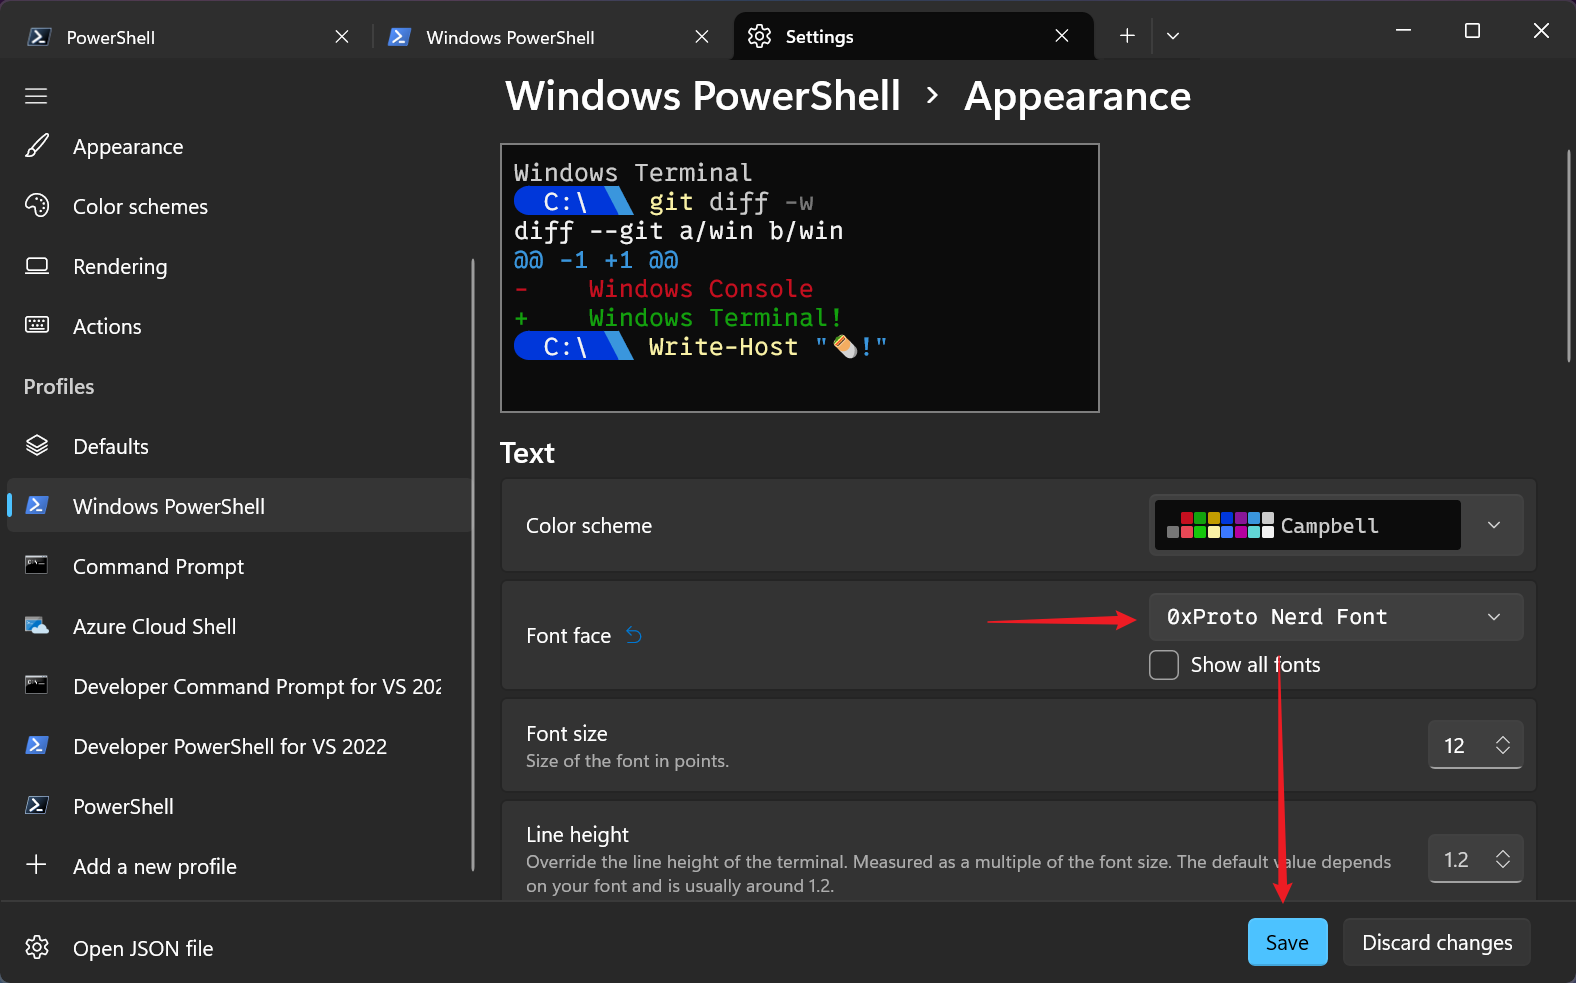 PowerShell
Windows PowerShell
Settings
Windows PowerShell › Appearance
Appearance
Color schemes
Rendering
Actions
Profiles
Defaults
Windows PowerShell
Command Prompt
Azure Cloud Shell
Developer Command Prompt for VS 202
Developer PowerShell for VS 2022
PowerShell
Add a new profile
Open JSON file
Windows Terminal
C:\ git diff -w
diff --git a/win b/win
@@ -1 +1 @@
-    Windows Console
+    Windows Terminal!
C:\ Write-Host "🌯!"
Text
Color scheme
Campbell
Font face
0xProto Nerd Font
Show all fonts
Font size
Size of the font in points.
12
Line height
Override the line height of the terminal. Measured as a multiple of the font size. The default value depends
on your font and is usually around 1.2.
1.2
Save
Discard changes